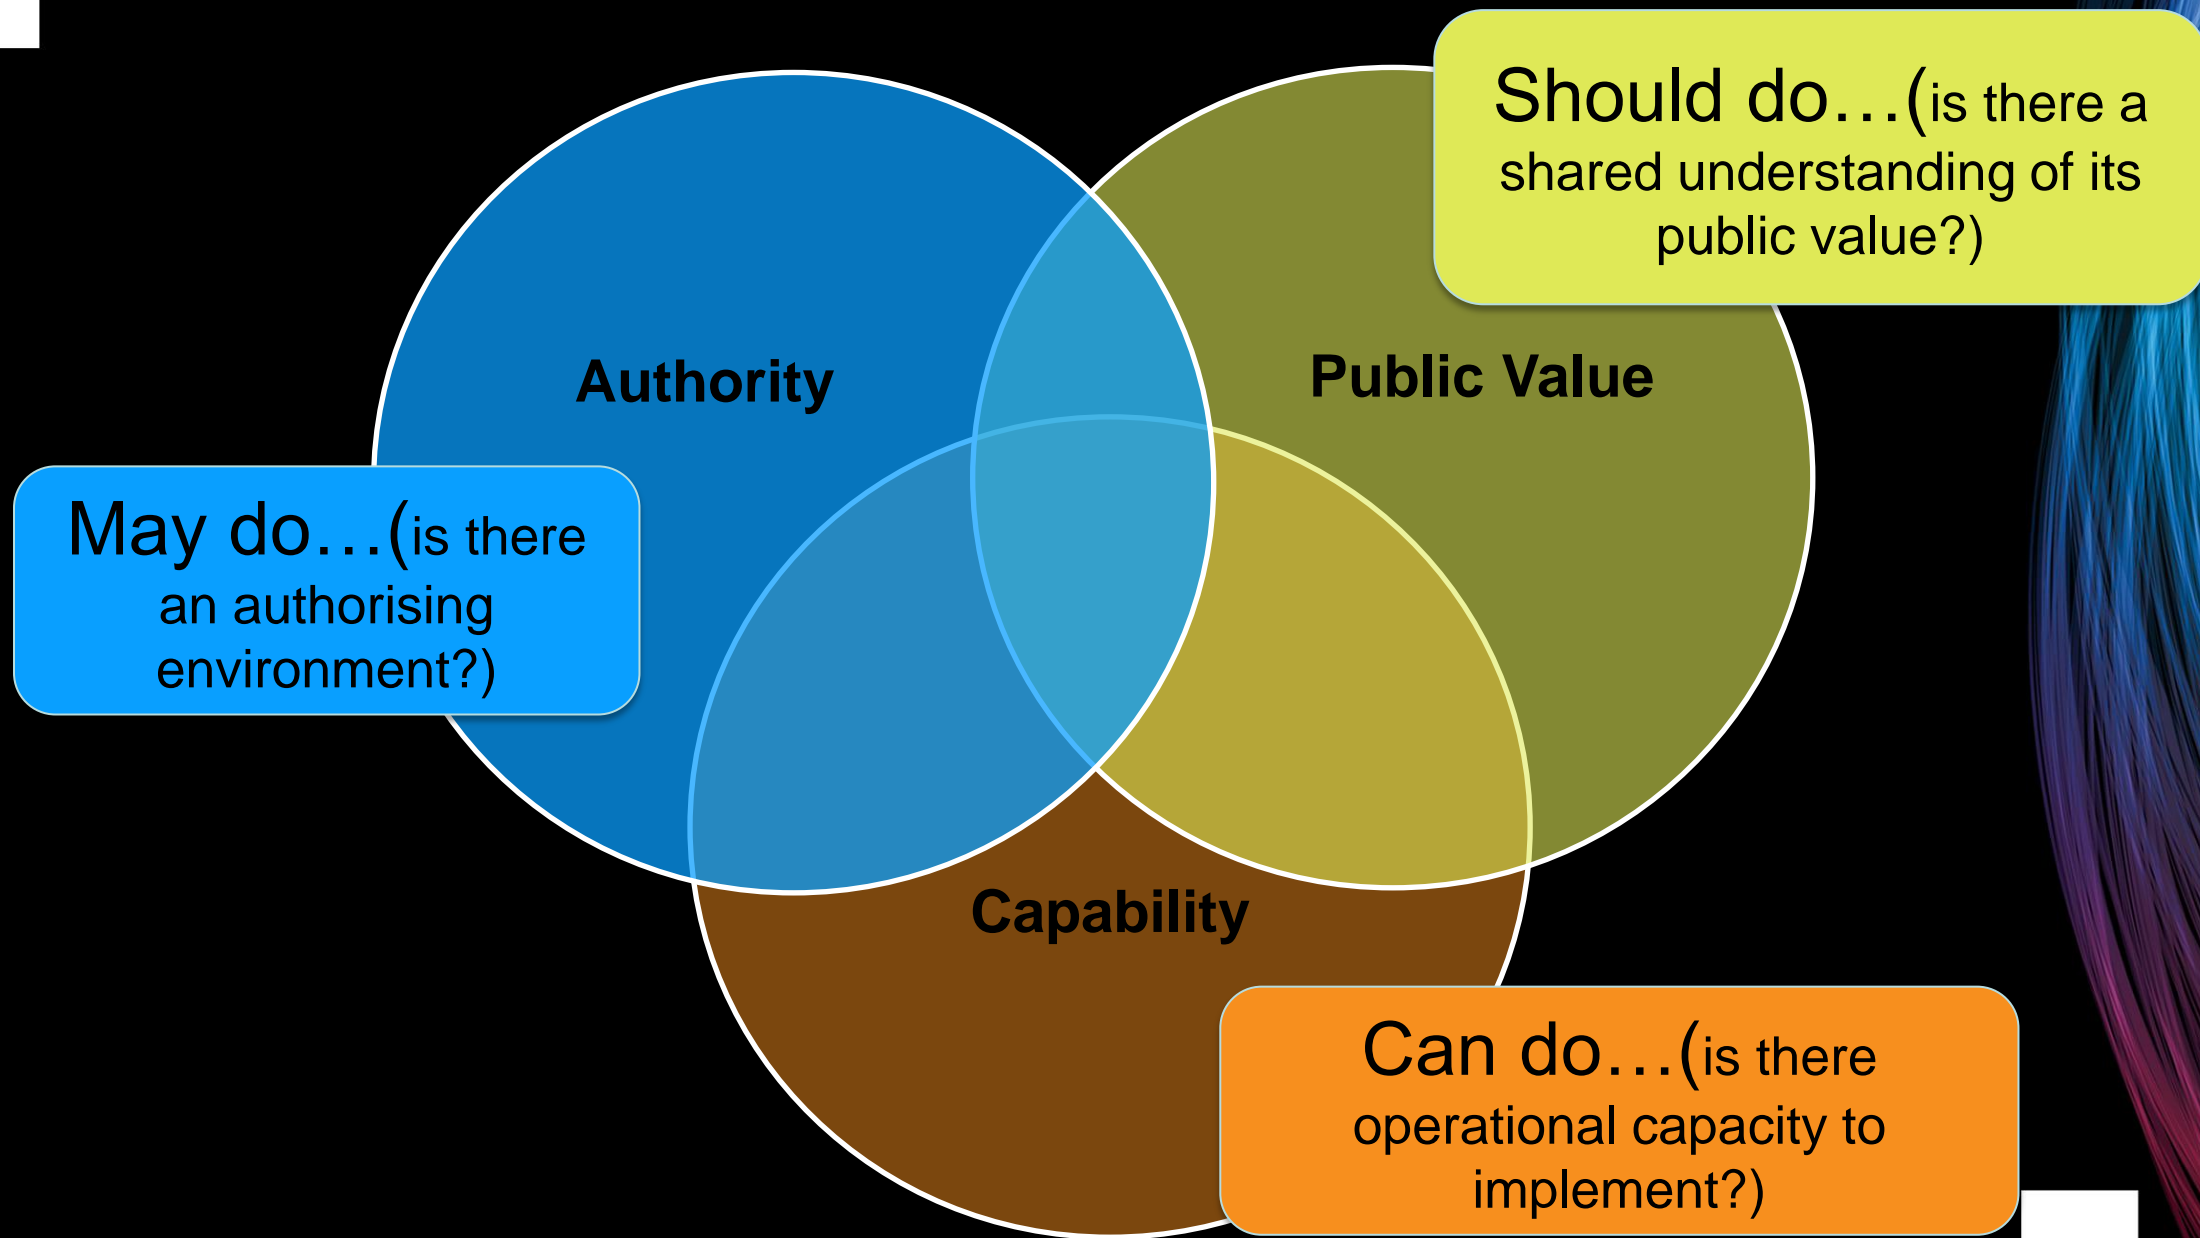 Should do…(is there a
shared understanding of its
public value?)
Authority
Public Value
May do…(is there
an authorising
environment?)
Capability
Can do…(is there
operational capacity to
implement?)